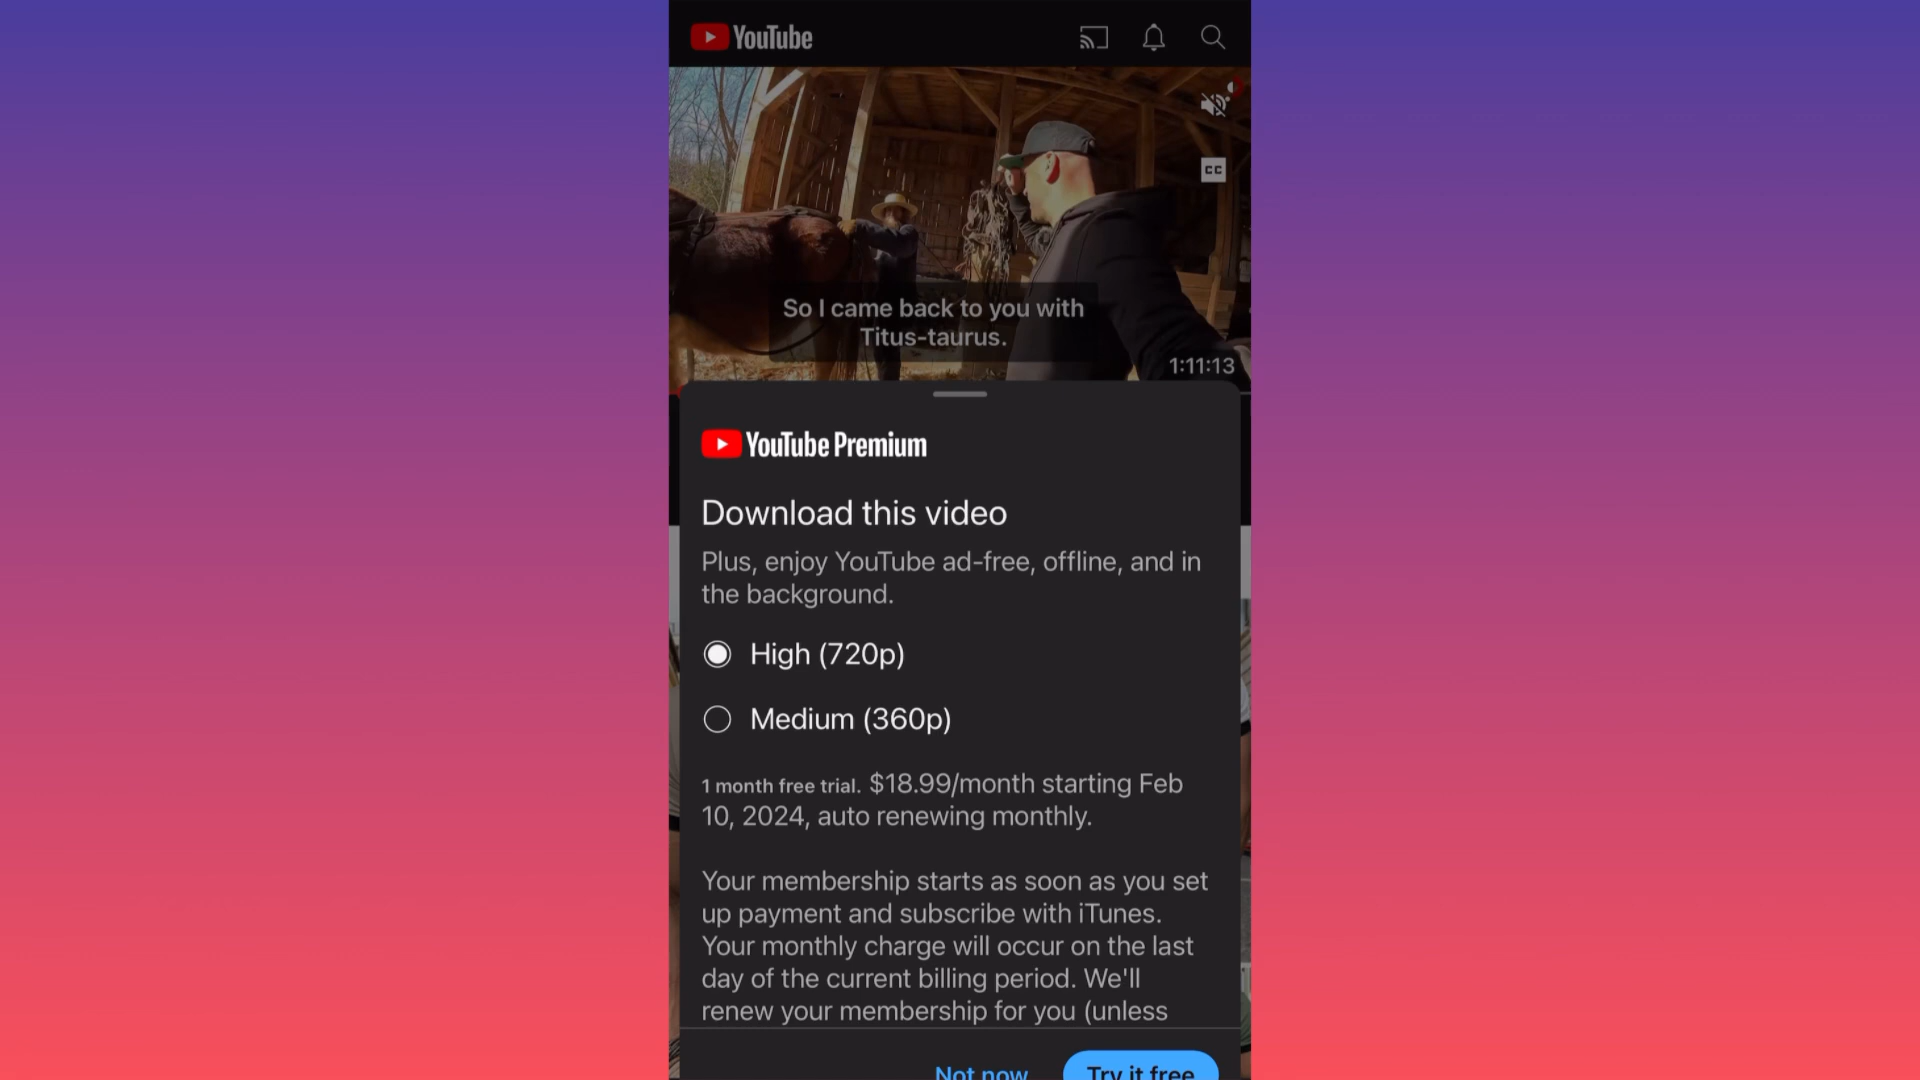 YouTube
CC
So I came back to you with
Titus-taurus.
1:11:13
YouTube Premium
Download this video
Plus, enjoy YouTube ad-free, offline, and in
the background.
High (720p)
Medium (360p)
1 month free trial. $18.99/month starting Feb
10, 2024, auto renewing monthly.
Your membership starts as soon as you set
up payment and subscribe with iTunes.
Your monthly charge will occur on the last
day of the current billing period. We'll
renew your membership for you (unless
Not now
Try it free